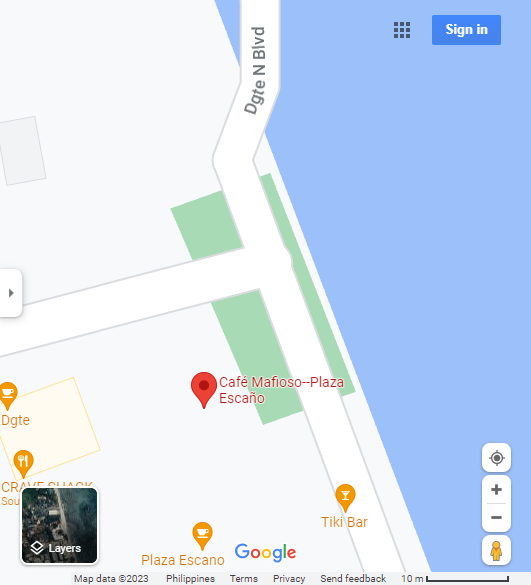 Sign in
Dgte N Blvd
Café Mafioso--Plaza
Escaño
Dgte
CRAVE SHACK
Sou
Tiki Bar
Layers
Plaza Escano
Google
Map data ©2023 Philippines Terms Privacy Send feedback 10 m